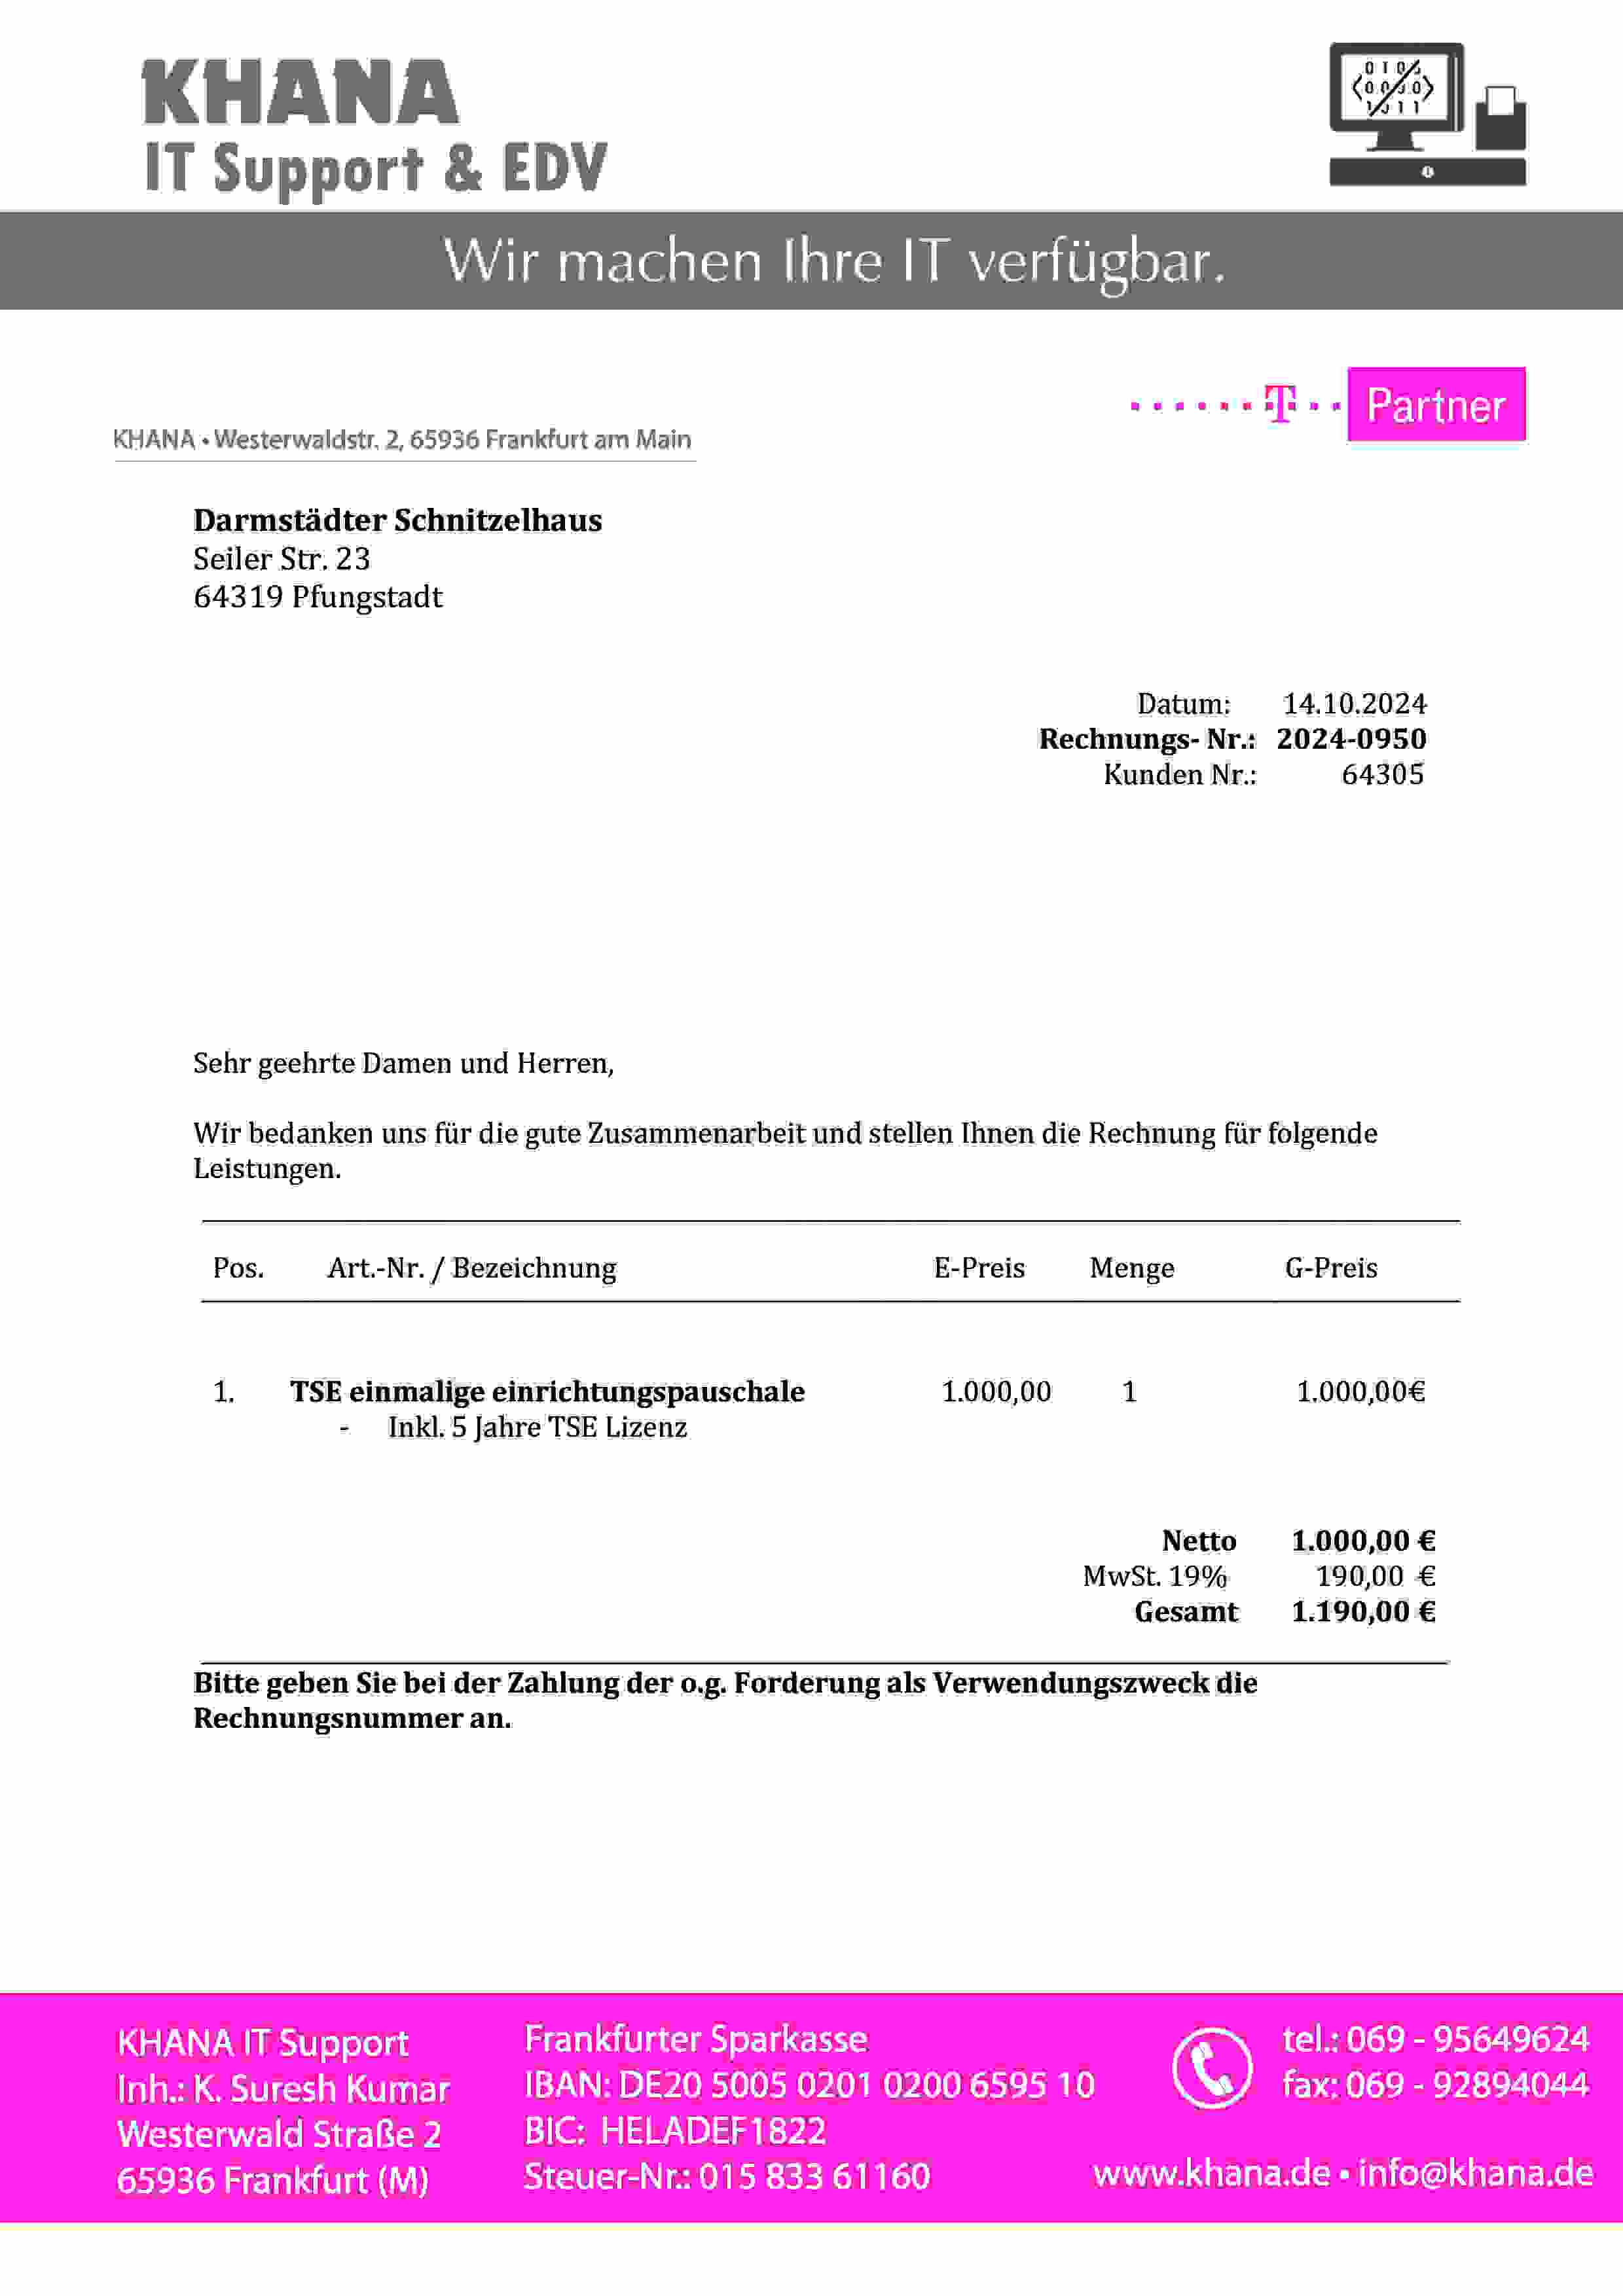 KHANA
IT Support & EDV
Wir machen Ihre IT verfügbar.
T Partner
KHANA • Westerwaldstr. 2, 65936 Frankfurt am Main
Darmstädter Schnitzelhaus
Seiler Str. 23
64319 Pfungstadt
Datum: 14.10.2024
Rechnungs- Nr.: 2024-0950
Kunden Nr.: 64305
Sehr geehrte Damen und Herren,
Wir bedanken uns für die gute Zusammenarbeit und stellen Ihnen die Rechnung für folgende
Leistungen.
Pos. Art.-Nr. / Bezeichnung E-Preis Menge G-Preis
1. TSE einmalige einrichtungspauschale 1.000,00 1 1.000,00€
- Inkl. 5 Jahre TSE Lizenz
Netto 1.000,00 €
MwSt. 19% 190,00 €
Gesamt 1.190,00 €
Bitte geben Sie bei der Zahlung der o.g. Forderung als Verwendungszweck die
Rechnungsnummer an.
KHANA IT Support
Inh.: K. Suresh Kumar
Westerwald Straße 2
65936 Frankfurt (M)
Frankfurter Sparkasse
IBAN: DE20 5005 0201 0200 6595 10
BIC: HELADEF1822
Steuer-Nr.: 015 833 61160
tel.: 069 - 95649624
fax: 069 - 92894044
www.khana.de • info@khana.de